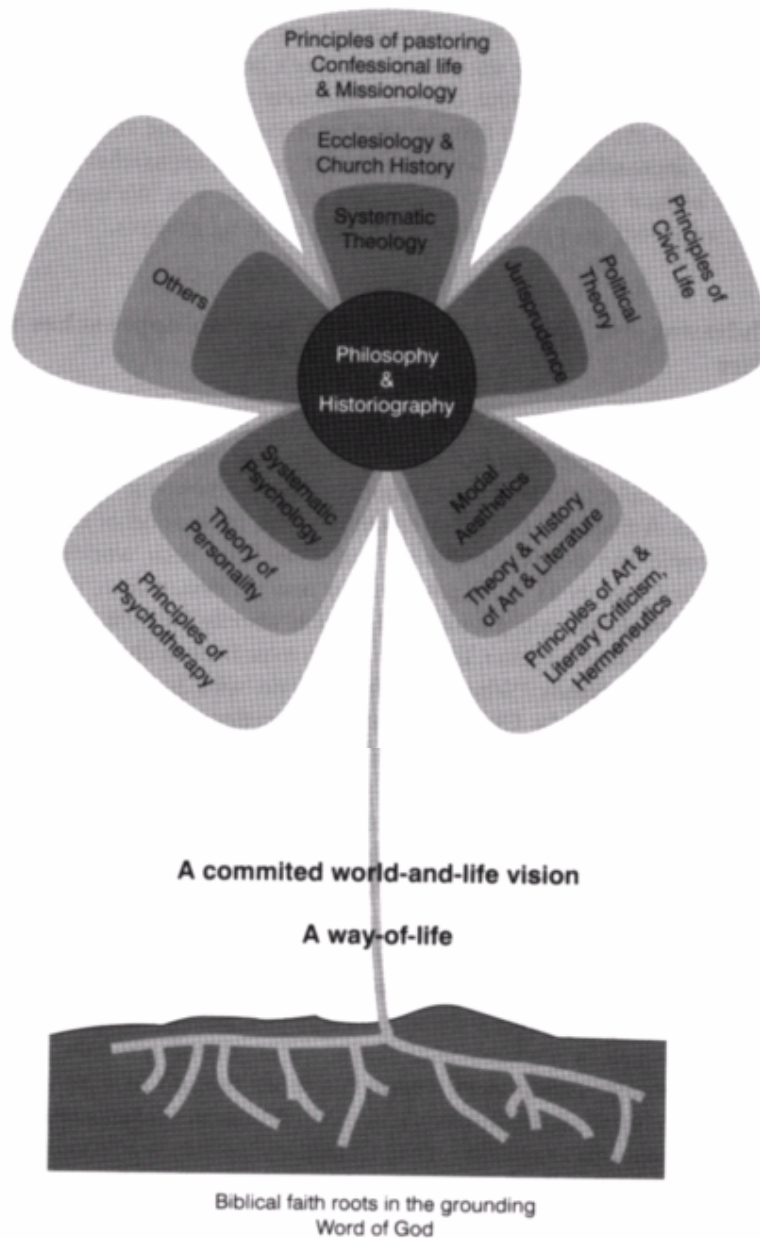 Principles of pastoring
Confessional life
& Missionology
Ecclesiology &
Church History
Systematic
Theology
Others
Jurisprudence
Political
Theory
Principles of
Civic Life
Philosophy
&
Historiography
Systematic
Psychology
Theory of
Personality
Principles of
Psychotherapy
Modal
Aesthetics
Theory & History
of Art & Literature
Principles of Art &
Literary Criticism,
Hermeneutics
A commited world-and-life vision
A way-of-life
Biblical faith roots in the grounding
Word of God